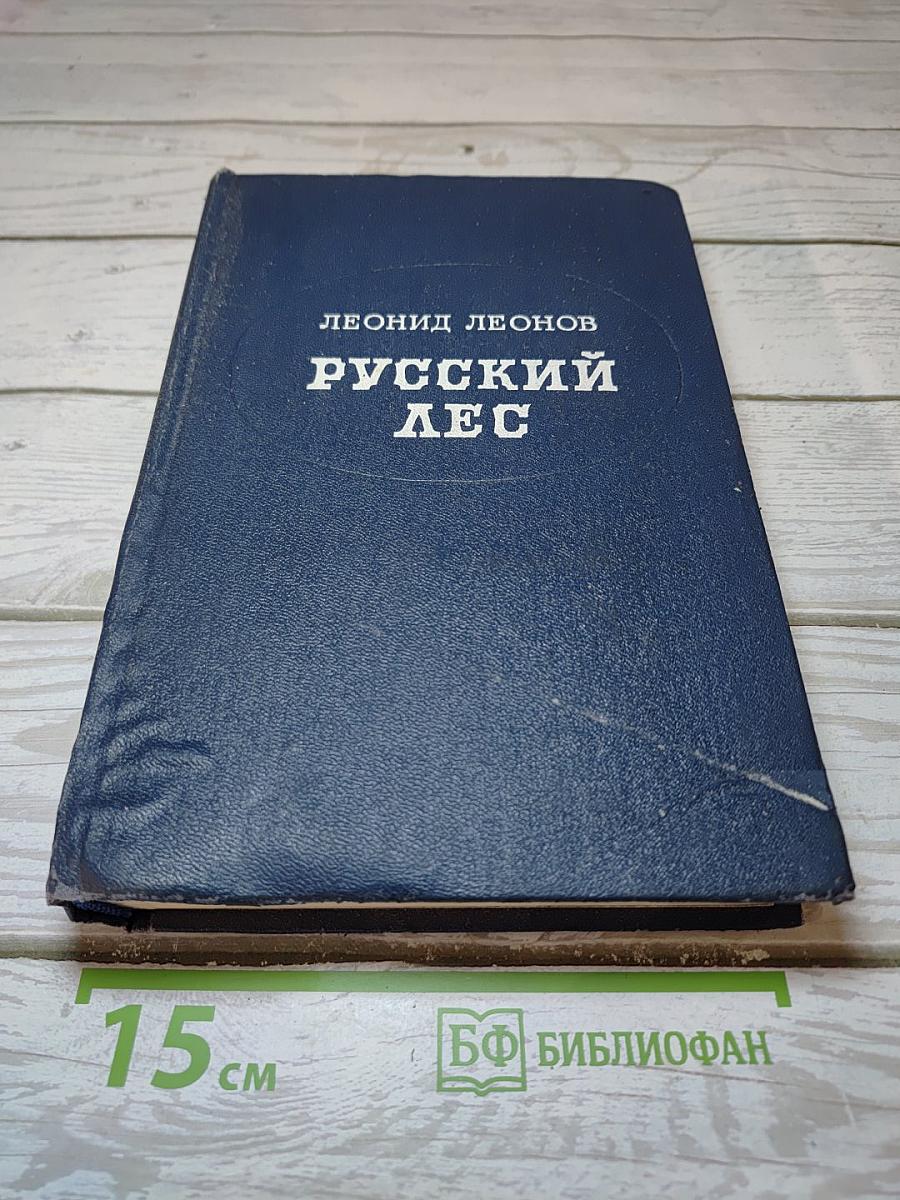 ЛЕОНИД ЛЕОНОВ
РУССКИЙ
ЛЕС
15 см
БФ БИБЛИОФАН